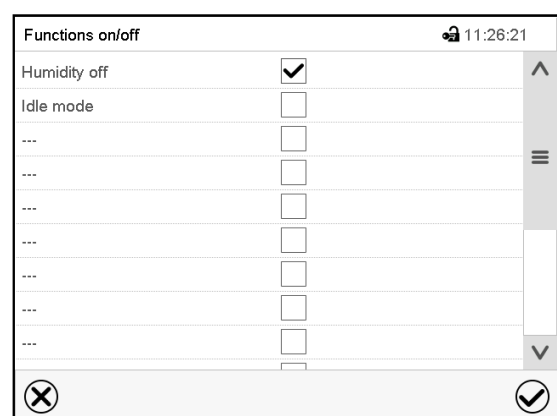 Functions on/off 11:26:21
Humidity off
Idle mode
---
---
---
---
---
---
---